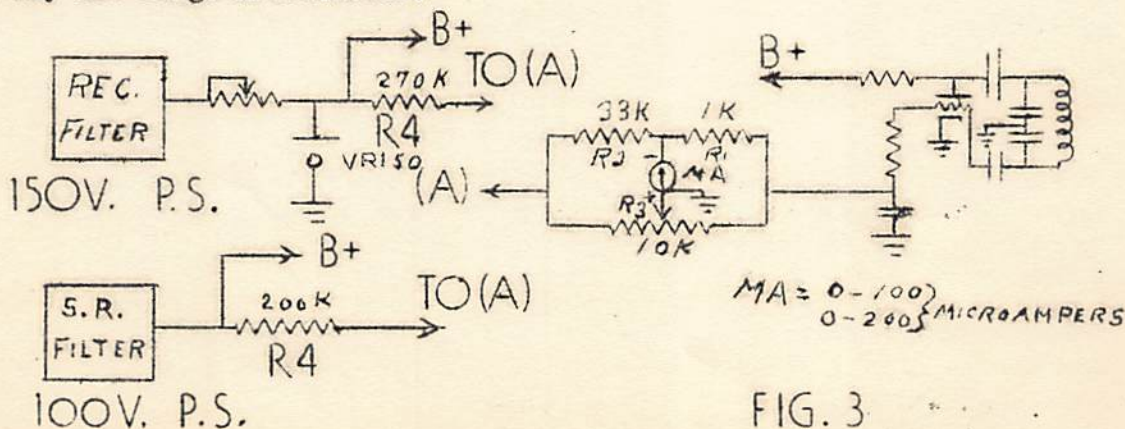 B+
REC.
FILTER
270K
TO (A)
R4
VR150
150V. P.S.
B+
33K
1K
R2
R1
-
MA
(A)
R3
+
10K
B+
S.R.
FILTER
200K
TO (A)
R4
100V. P.S.
MA = 0-100}
0-200} MICROAMPERS
FIG. 3